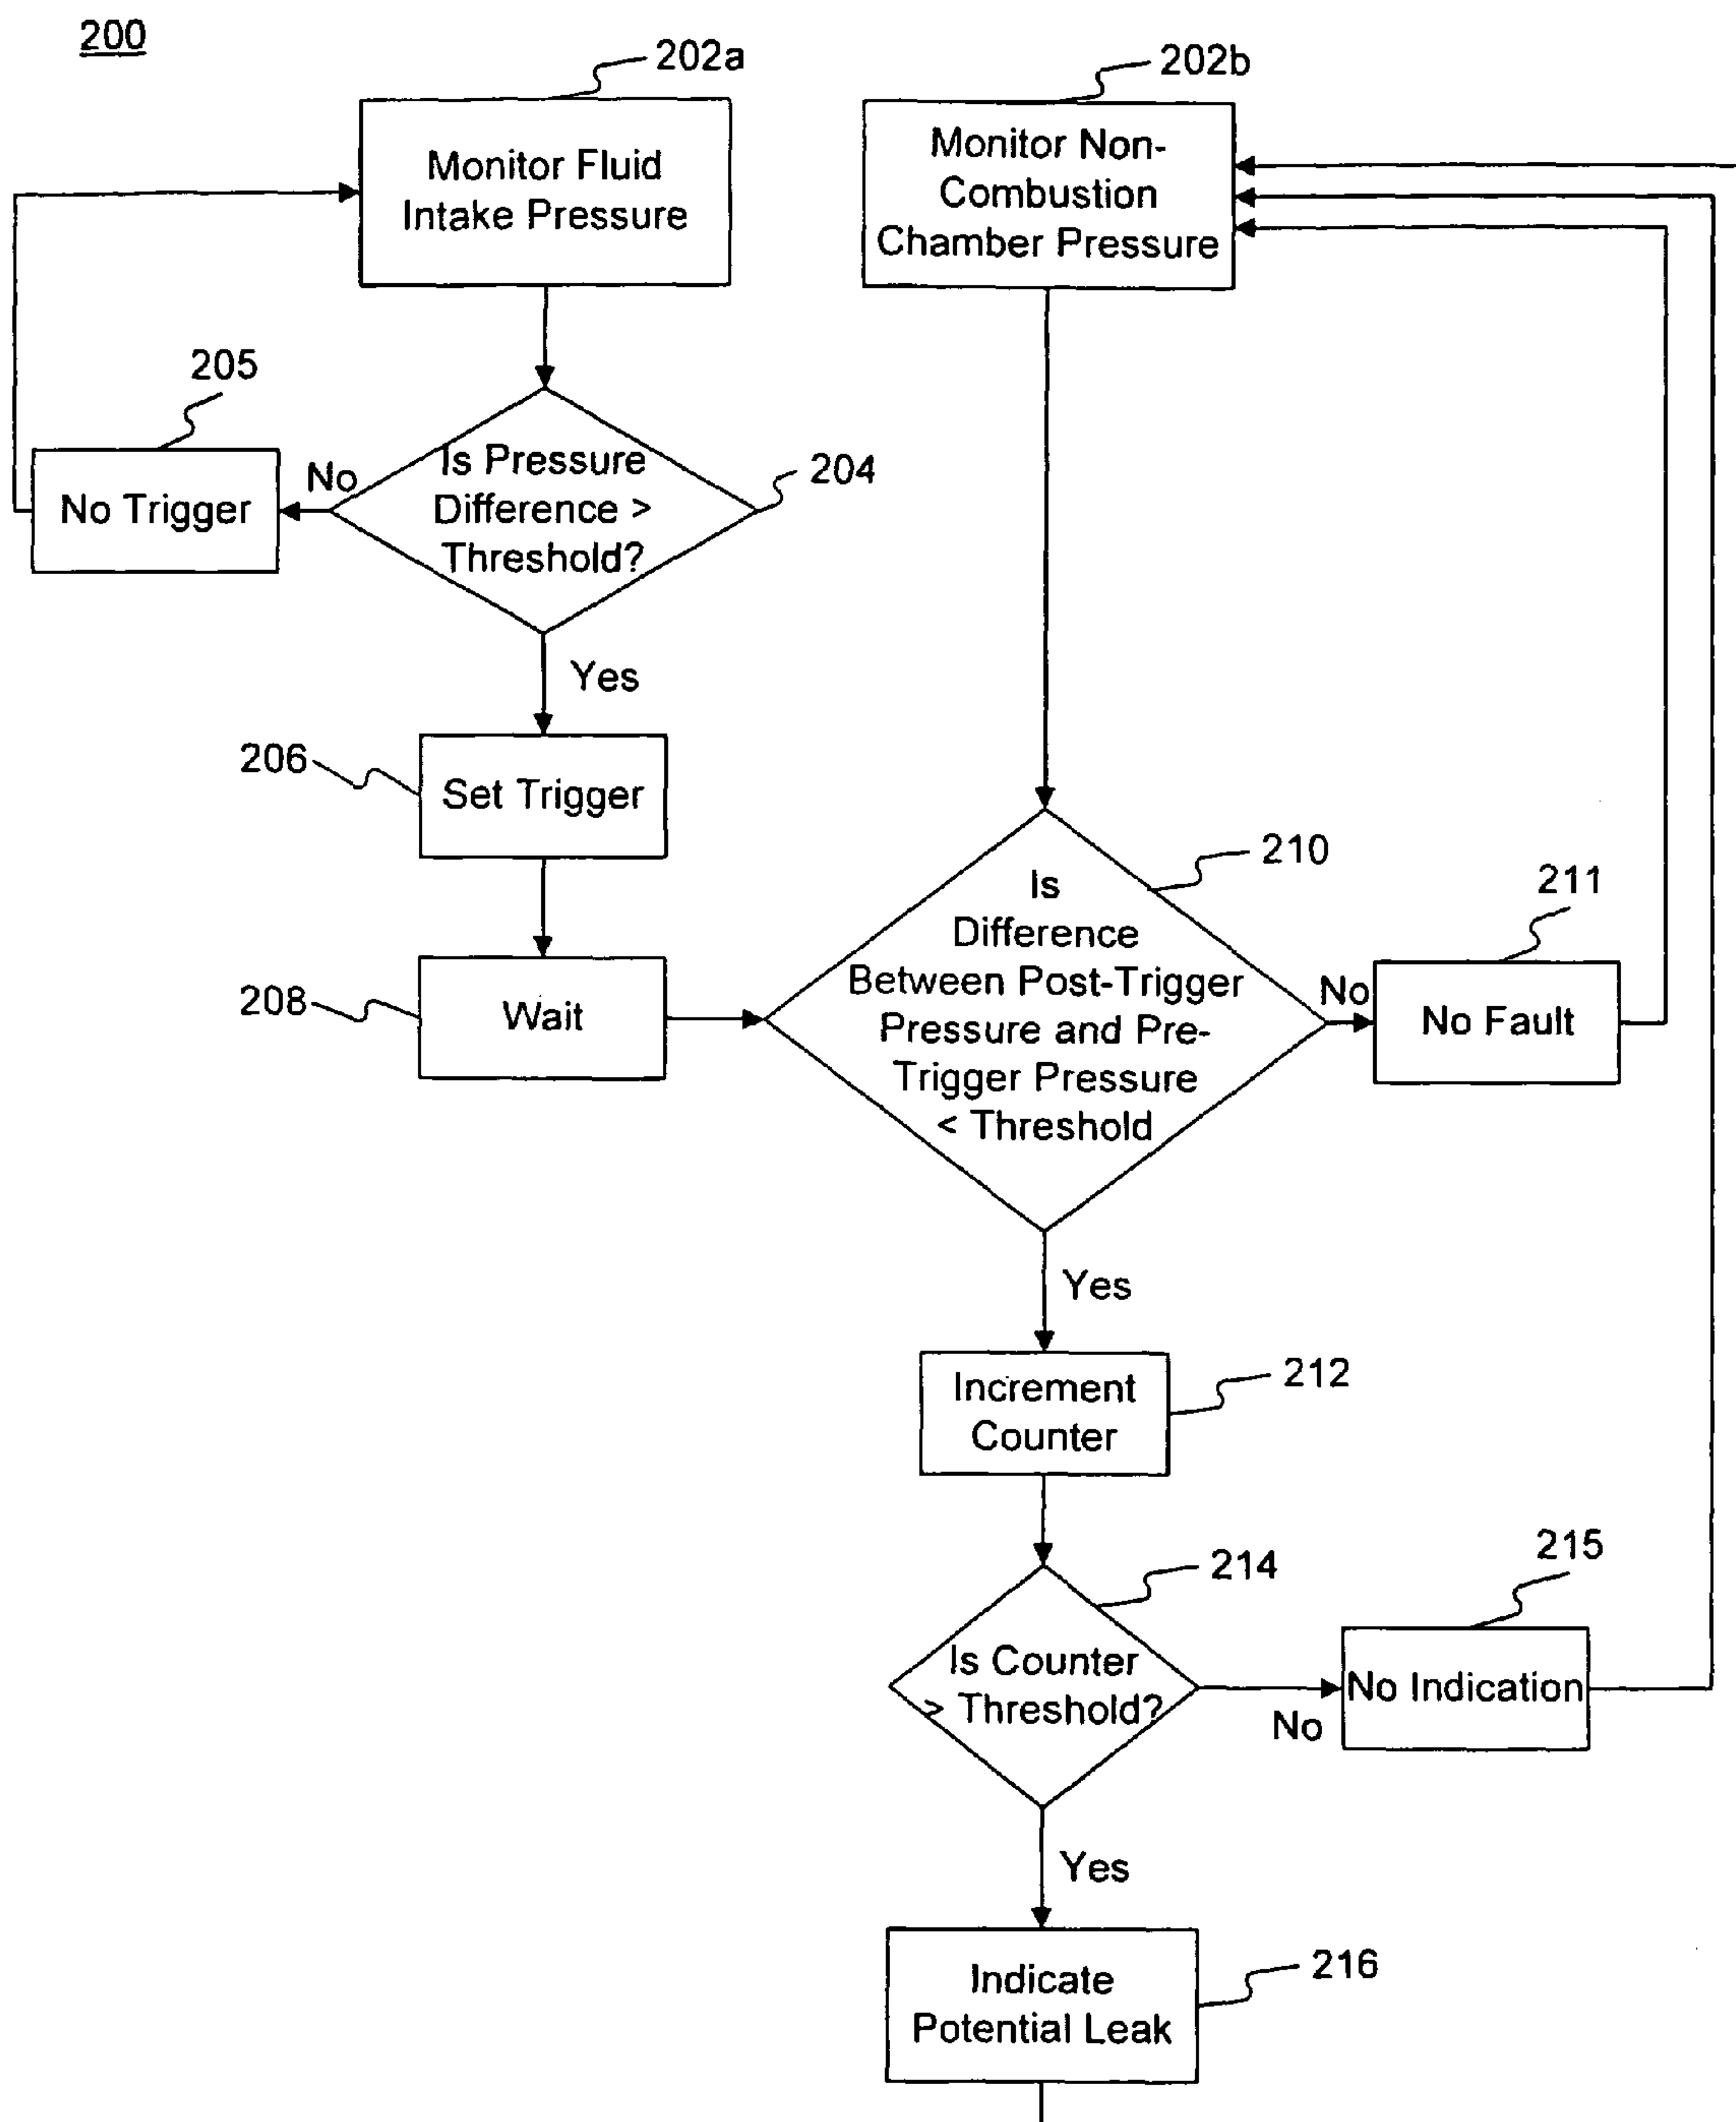 200
202a
Monitor Fluid
Intake Pressure
202b
Monitor Non-
Combustion
Chamber Pressure
205
No Trigger
No
Is Pressure
Difference >
Threshold?
204
Yes
206
Set Trigger
208
Wait
210
Is
Difference
Between Post-Trigger
Pressure and Pre-
Trigger Pressure
< Threshold
No
211
No Fault
Yes
Increment
Counter
212
214
Is Counter
> Threshold?
No
215
No Indication
Yes
Indicate
Potential Leak
216